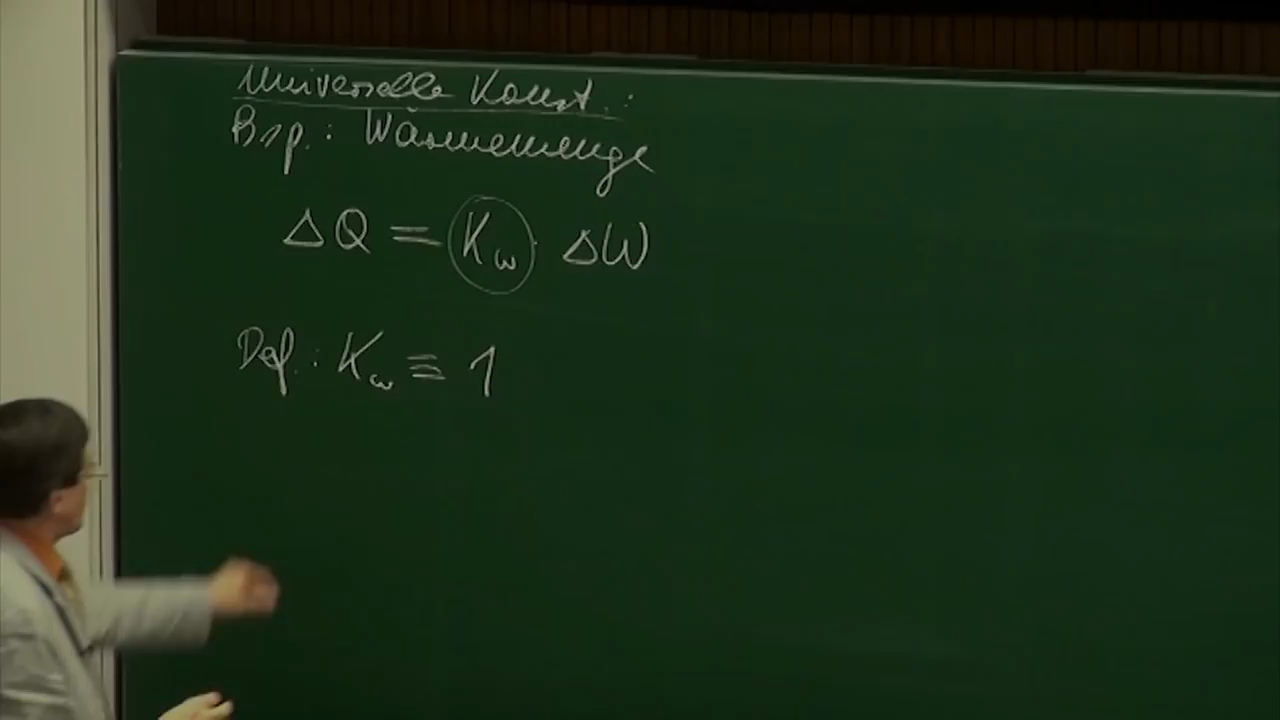 Universelle Konst.:
Bsp.: Wärmemenge
ΔQ = K_w · ΔW
Def.: K_w ≡ 1